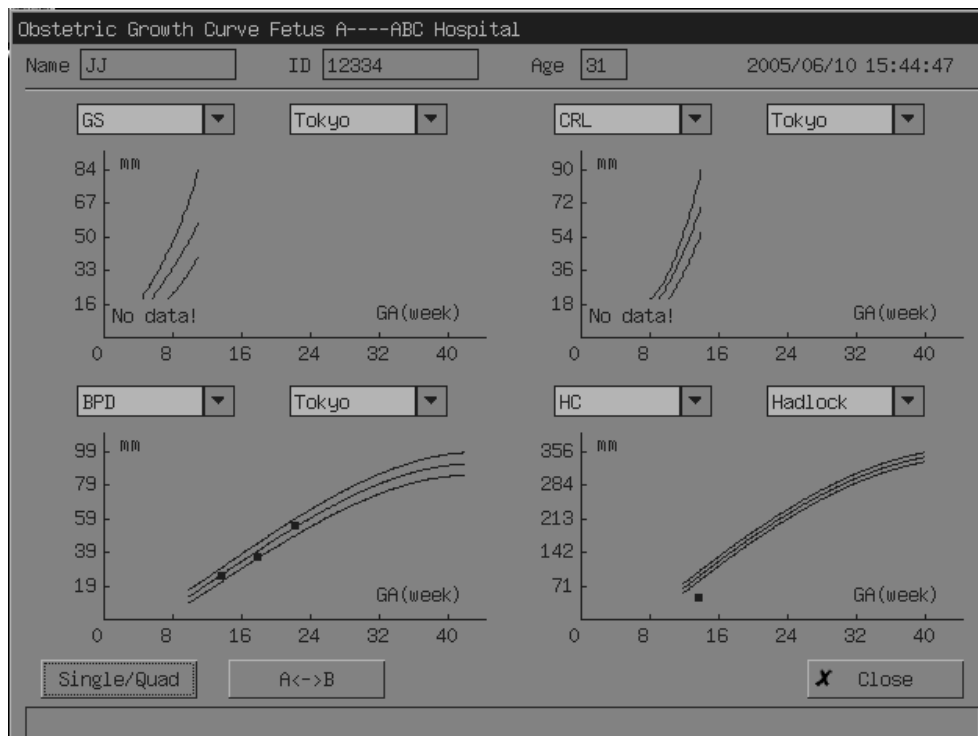 Obstetric Growth Curve Fetus A----ABC Hospital
Name JJ ID 12334 Age 31 2005/06/10 15:44:47
GS Tokyo CRL Tokyo
84 mm 90 mm
67 72
50 54
33 36
16 No data! GA(week) 18 No data! GA(week)
0 8 16 24 32 40 0 8 16 24 32 40
BPD Tokyo HC Hadlock
99 mm 356 mm
79 284
59 213
39 142
19 GA(week) 71 GA(week)
0 8 16 24 32 40 0 8 16 24 32 40
Single/Quad A<->B ✗ Close